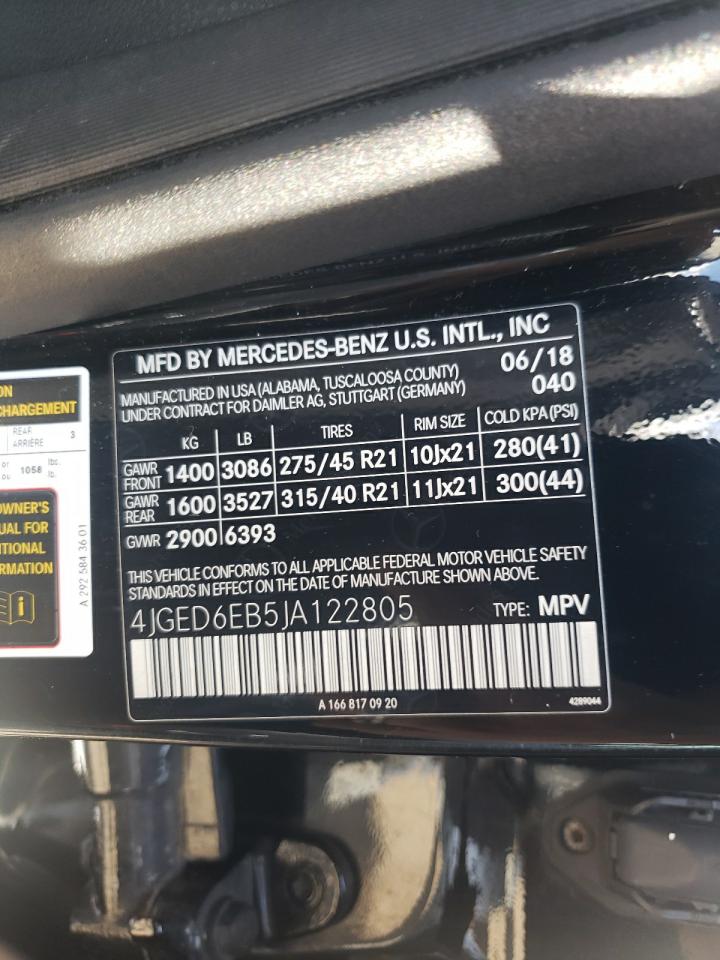 MFD BY MERCEDES-BENZ U.S. INTL., INC
MANUFACTURED IN USA (ALABAMA, TUSCALOOSA COUNTY) 06/18
UNDER CONTRACT FOR DAIMLER AG, STUTTGART (GERMANY) 040
KG LB TIRES RIM SIZE COLD KPA (PSI)
GAWR FRONT 1400 3086 275/45 R21 10Jx21 280(41)
GAWR REAR 1600 3527 315/40 R21 11Jx21 300(44)
GVWR 2900 6393
THIS VEHICLE CONFORMS TO ALL APPLICABLE FEDERAL MOTOR VEHICLE SAFETY
STANDARDS IN EFFECT ON THE DATE OF MANUFACTURE SHOWN ABOVE.
4JGED6EB5JA122805 TYPE: MPV
A 166 817 09 20 4289044
ON
CHARGEMENT
REAR
ARRIÈRE 3
or
ou 1058 lbs.
lb.
OWNER'S
UAL FOR
ITIONAL
RMATION
A 292 584 36 01